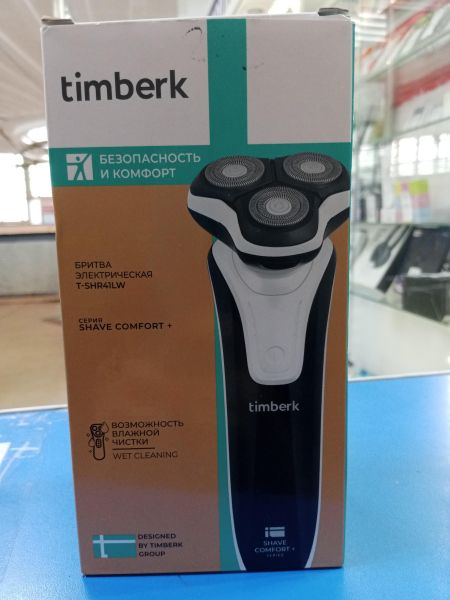 timberk
БЕЗОПАСНОСТЬ
И КОМФОРТ
БРИТВА
ЭЛЕКТРИЧЕСКАЯ
T-SHR41LW
СЕРИЯ
SHAVE COMFORT +
ВОЗМОЖНОСТЬ
ВЛАЖНОЙ
ЧИСТКИ
WET CLEANING
DESIGNED
BY TIMBERK
GROUP
timberk
SHAVE
COMFORT +
SERIES